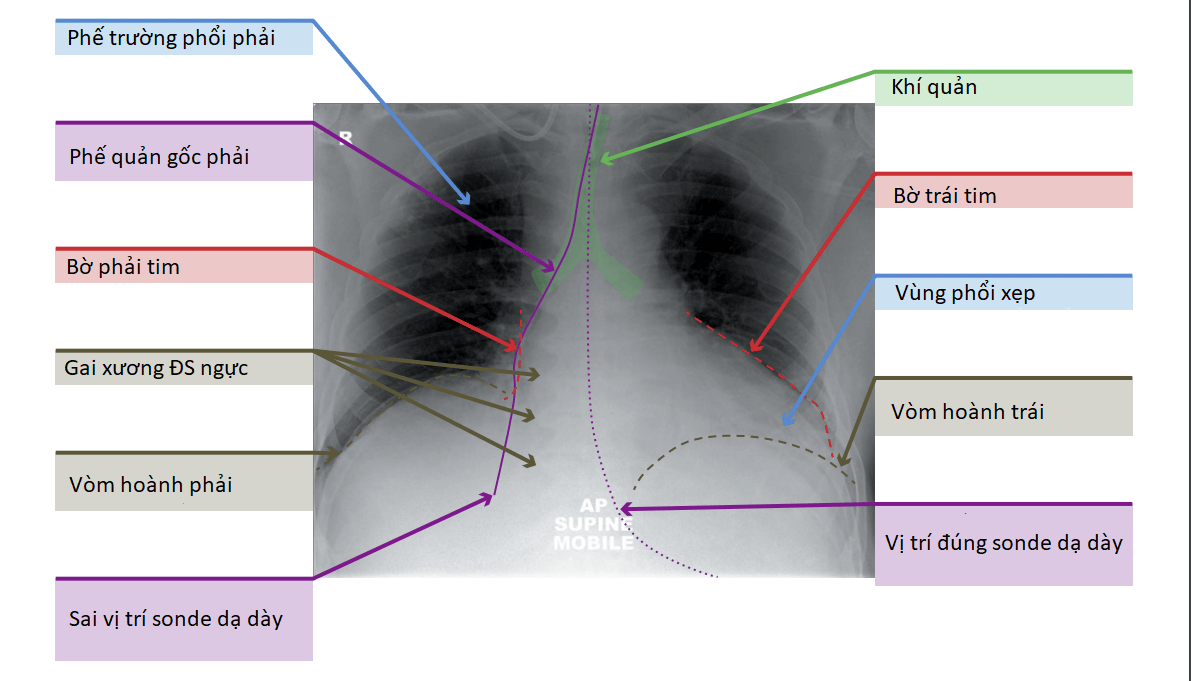 Phế trường phổi phải
Phế quản gốc phải
Bờ phải tim
Gai xương ĐS ngực
Vòm hoành phải
Sai vị trí sonde dạ dày
R
AP
SUPINE
MOBILE
Khí quản
Bờ trái tim
Vùng phổi xẹp
Vòm hoành trái
Vị trí đúng sonde dạ dày